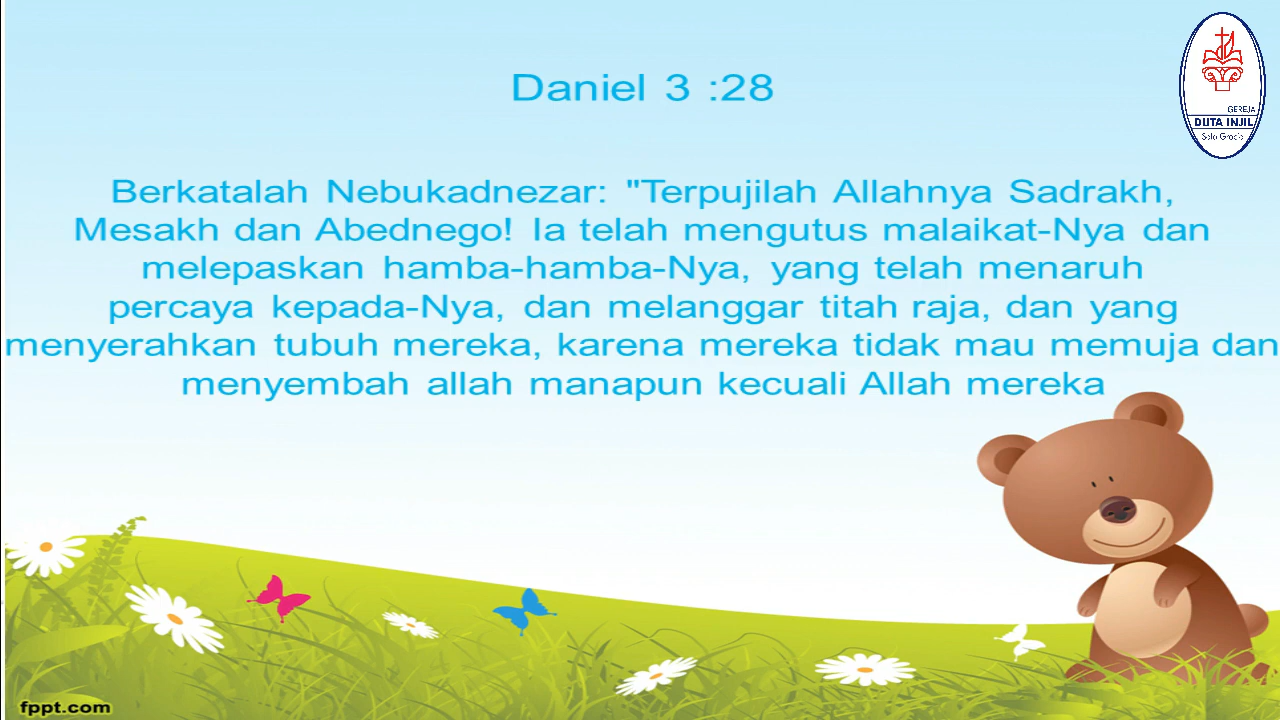 GEREJA
DUTA INJIL
Sola Gracia
Daniel 3 :28
Berkatalah Nebukadnezar: "Terpujilah Allahnya Sadrakh,
Mesakh dan Abednego! Ia telah mengutus malaikat-Nya dan
melepaskan hamba-hamba-Nya, yang telah menaruh
percaya kepada-Nya, dan melanggar titah raja, dan yang
menyerahkan tubuh mereka, karena mereka tidak mau memuja dan
menyembah allah manapun kecuali Allah mereka
fppt.com